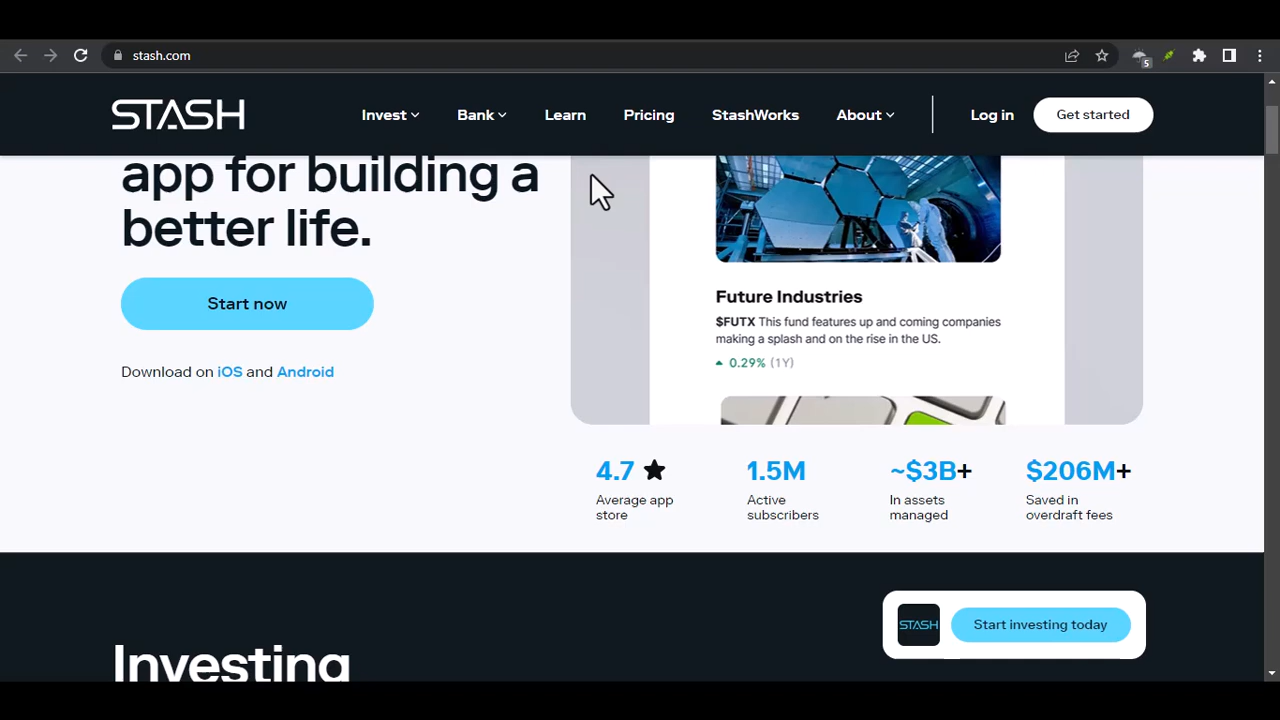 stash.com
5
STASH
Invest
Bank
Learn
Pricing
StashWorks
About
Log in
Get started
app for building a
better life.
Start now
Download on iOS and Android
Future Industries
$FUTX This fund features up and coming companies
making a splash and on the rise in the US.
0.29% (1Y)
4.7
Average app
store
1.5M
Active
subscribers
~$3B+
In assets
managed
$206M+
Saved in
overdraft fees
STASH
Start investing today
Investing